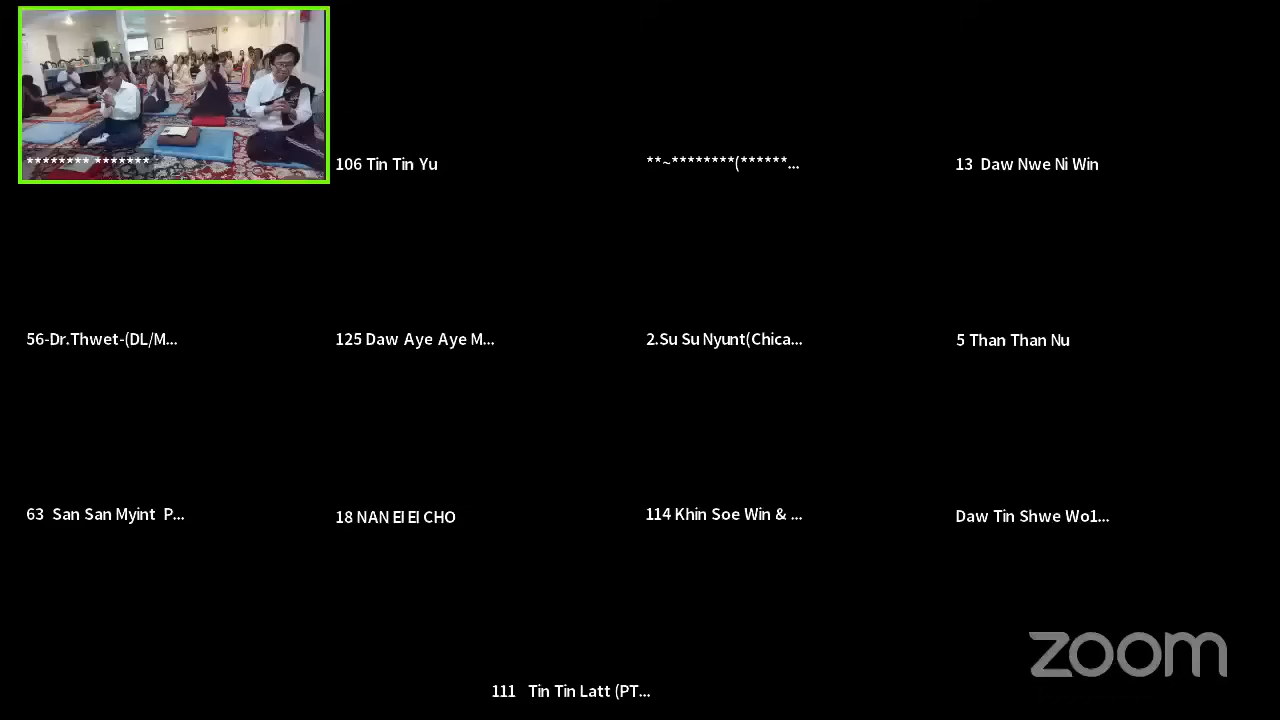 ******** *******
106 Tin Tin Yu
**~********(******...
13 Daw Nwe Ni Win
56-Dr.Thwet-(DL/M...
125 Daw Aye Aye M...
2.Su Su Nyunt(Chica...
5 Than Than Nu
63 San San Myint P...
18 NAN EI EI CHO
114 Khin Soe Win & ...
Daw Tin Shwe Wo1...
111 Tin Tin Latt (PT...
zoom